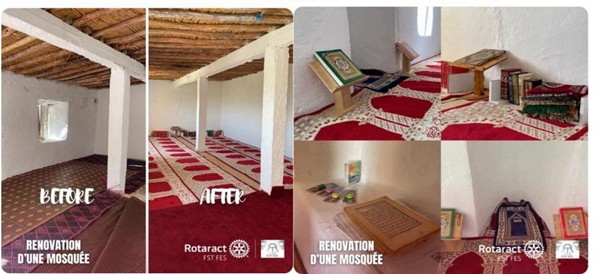 BEFORE
RENOVATION
D'UNE MOSQUÉE
AFTER
Rotaract
FST FES
RENOVATION
D'UNE MOSQUÉE
Rotaract
FST FES